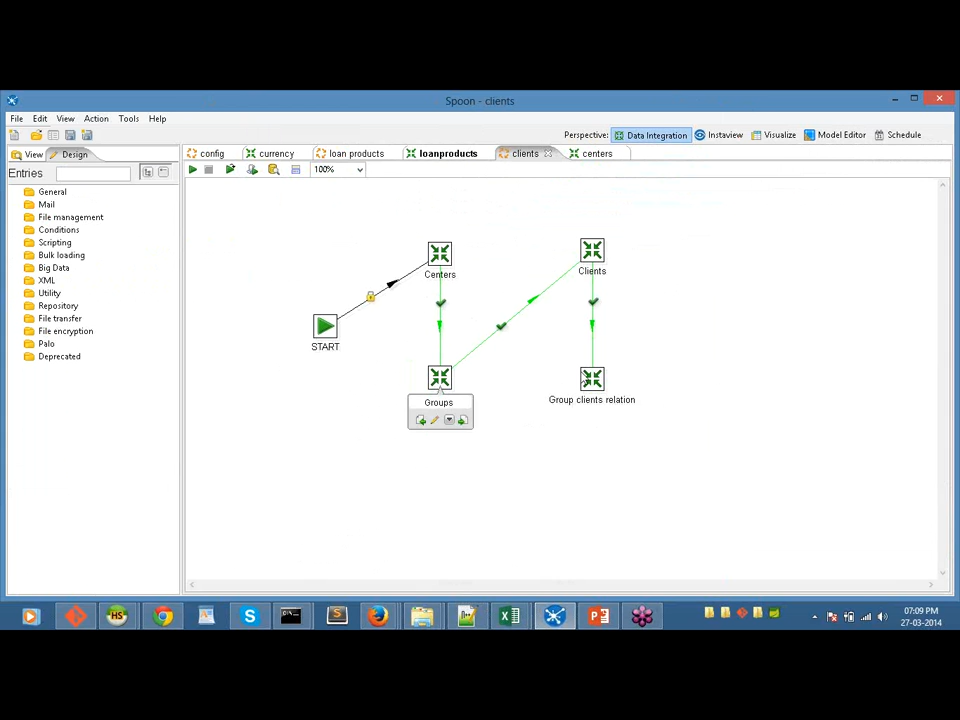 Spoon - clients
File Edit View Action Tools Help
Perspective: Data Integration Instaview Visualize Model Editor Schedule
View Design
config currency loan products loanproducts clients centers
Entries
100%
General
Mail
File management
Conditions
Scripting
Bulk loading
Big Data
XML
Utility
Repository
File transfer
File encryption
Palo
Deprecated
Centers
Clients
START
Groups
Group clients relation
07:09 PM
27-03-2014